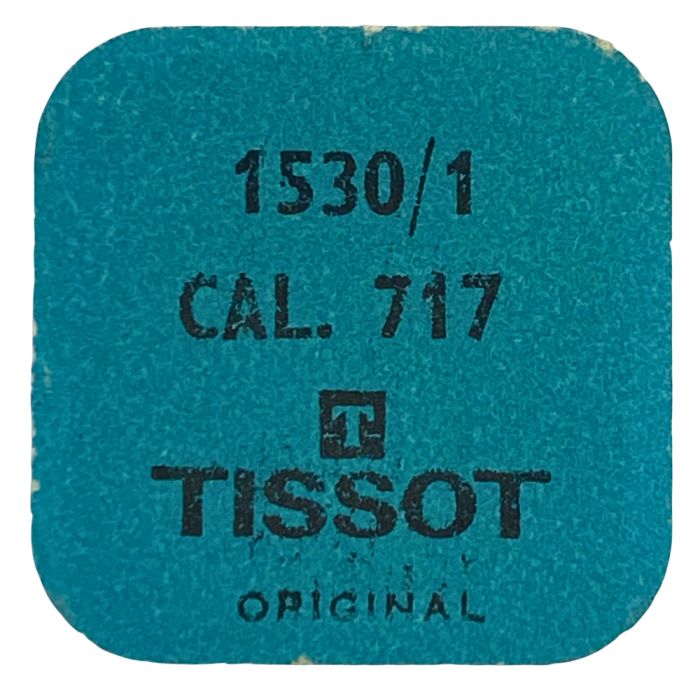 1530/1
CAL. 717
T
TISSOT
ORIGINAL